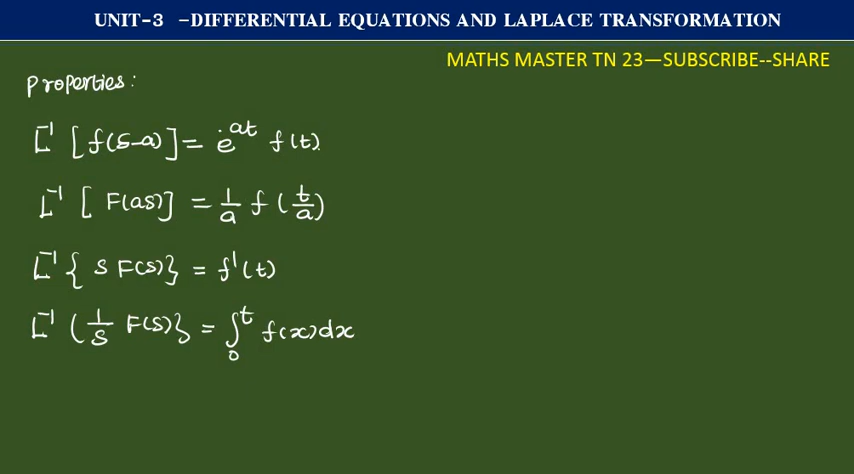 UNIT-3 –DIFFERENTIAL EQUATIONS AND LAPLACE TRANSFORMATION
MATHS MASTER TN 23—SUBSCRIBE--SHARE
Properties:
L⁻¹ [f(s-a)] = e^{at} f(t).
L⁻¹ [ F(as)] = 1/a f (t/a)
L⁻¹ { s F(s)} = f'(t)
L⁻¹ (1/s F(s)} = ∫₀ᵗ f(x)dx